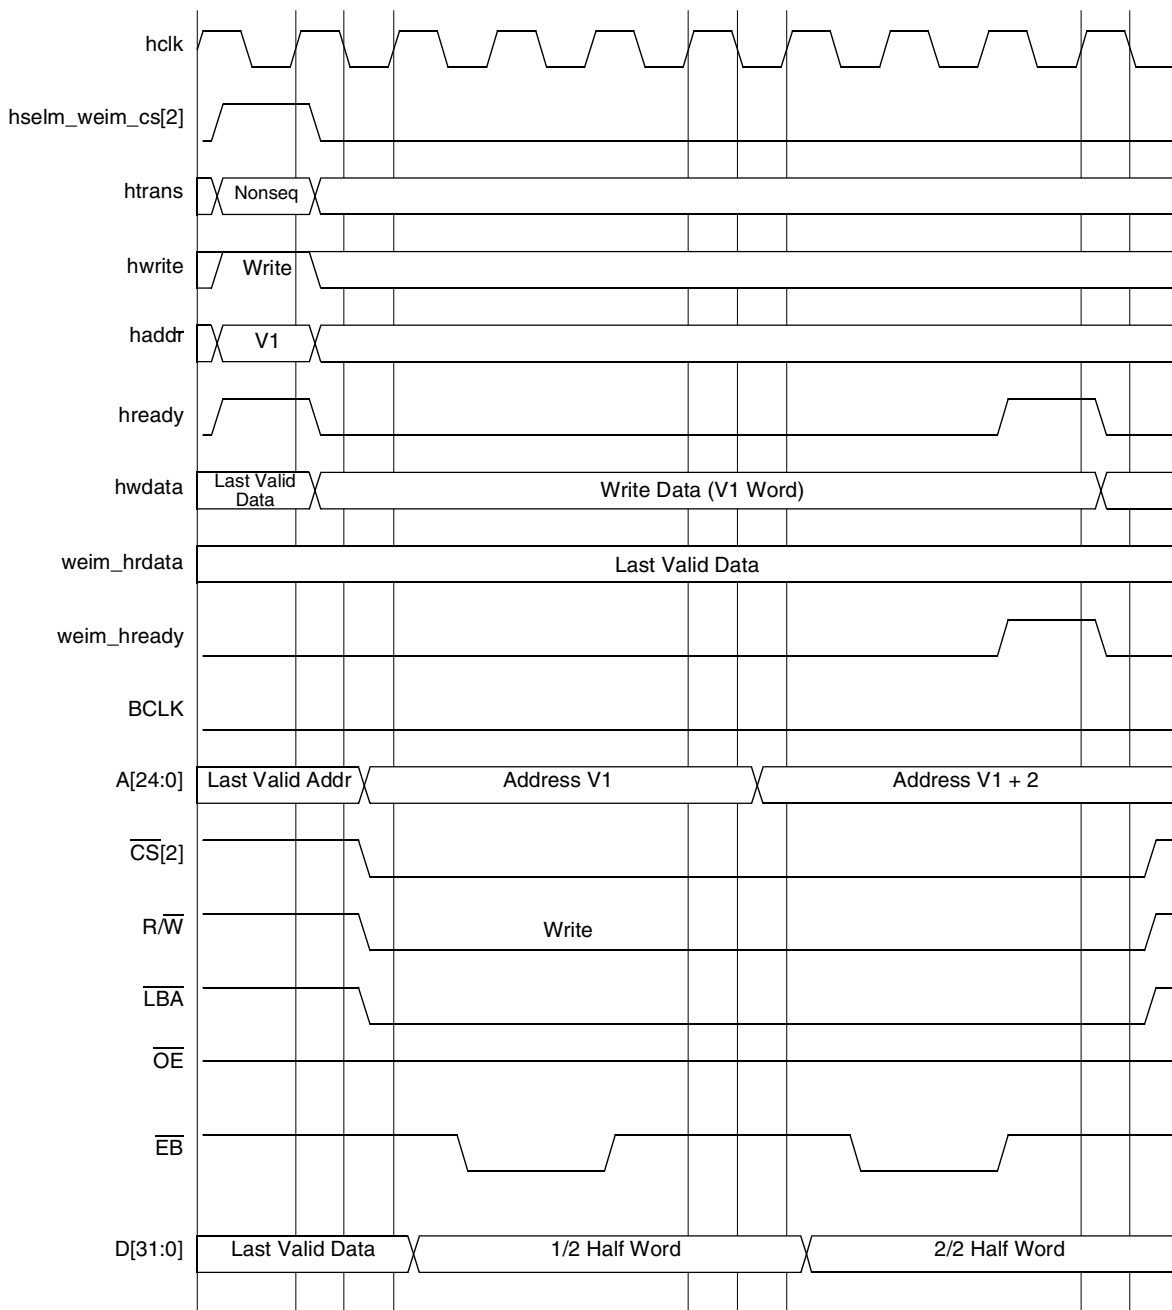 hclk
hselm_weim_cs[2]
htrans
Nonseq
hwrite
Write
haddr
V1
hready
hwdata
Last Valid
Data
Write Data (V1 Word)
weim_hrdata
Last Valid Data
weim_hready
BCLK
A[24:0]
Last Valid Addr
Address V1
Address V1 + 2
CS[2]
R/W
Write
LBA
OE
EB
D[31:0]
Last Valid Data
1/2 Half Word
2/2 Half Word